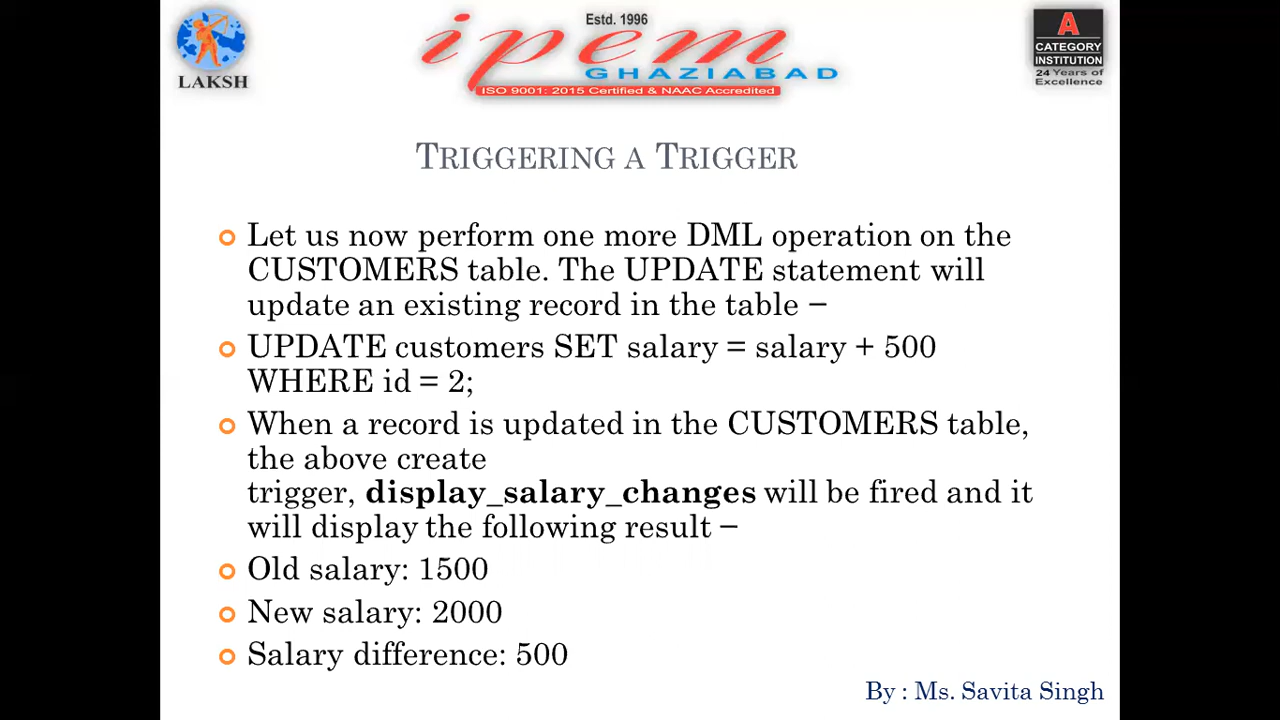 LAKSH
Estd. 1996
ipem
GHAZIABAD
ISO 9001: 2015 Certified & NAAC Accredited
A
CATEGORY
INSTITUTION
24 Years of
Excellence
TRIGGERING A TRIGGER
Let us now perform one more DML operation on the
CUSTOMERS table. The UPDATE statement will
update an existing record in the table −
UPDATE customers SET salary = salary + 500
WHERE id = 2;
When a record is updated in the CUSTOMERS table,
the above create
trigger, display_salary_changes will be fired and it
will display the following result −
Old salary: 1500
New salary: 2000
Salary difference: 500
By : Ms. Savita Singh